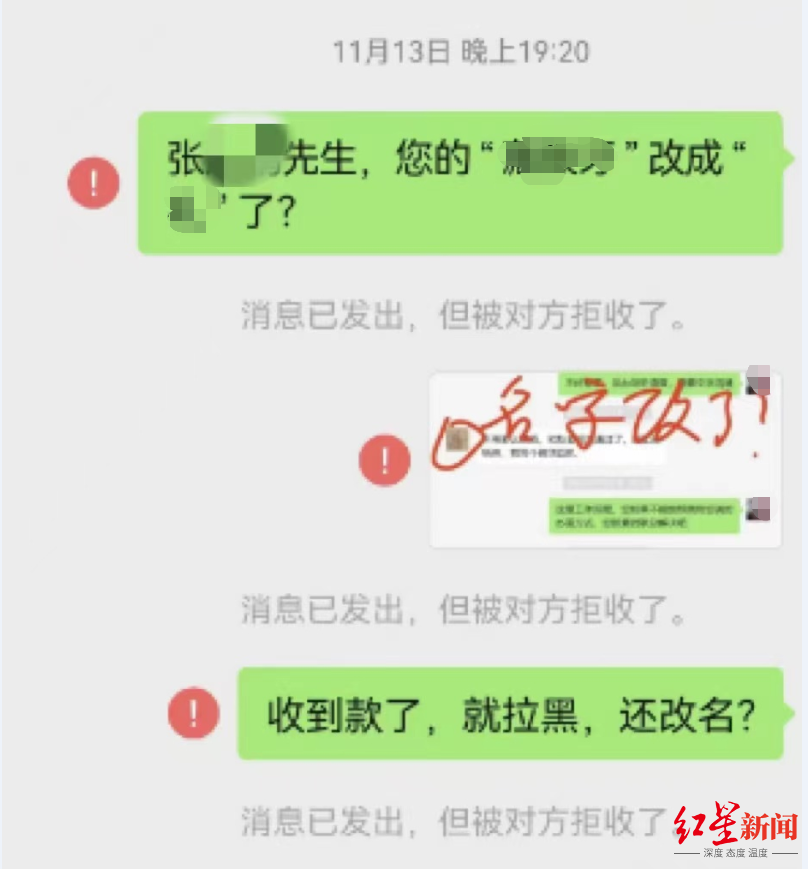 11月13日 晚上19:20
张 先生，您的“ ”改成“
”了？
消息已发出，但被对方拒收了。
名字改了！
消息已发出，但被对方拒收了。
收到款了，就拉黑，还改名？
消息已发出，但被对方拒收了。
红星新闻
深度 态度 温度